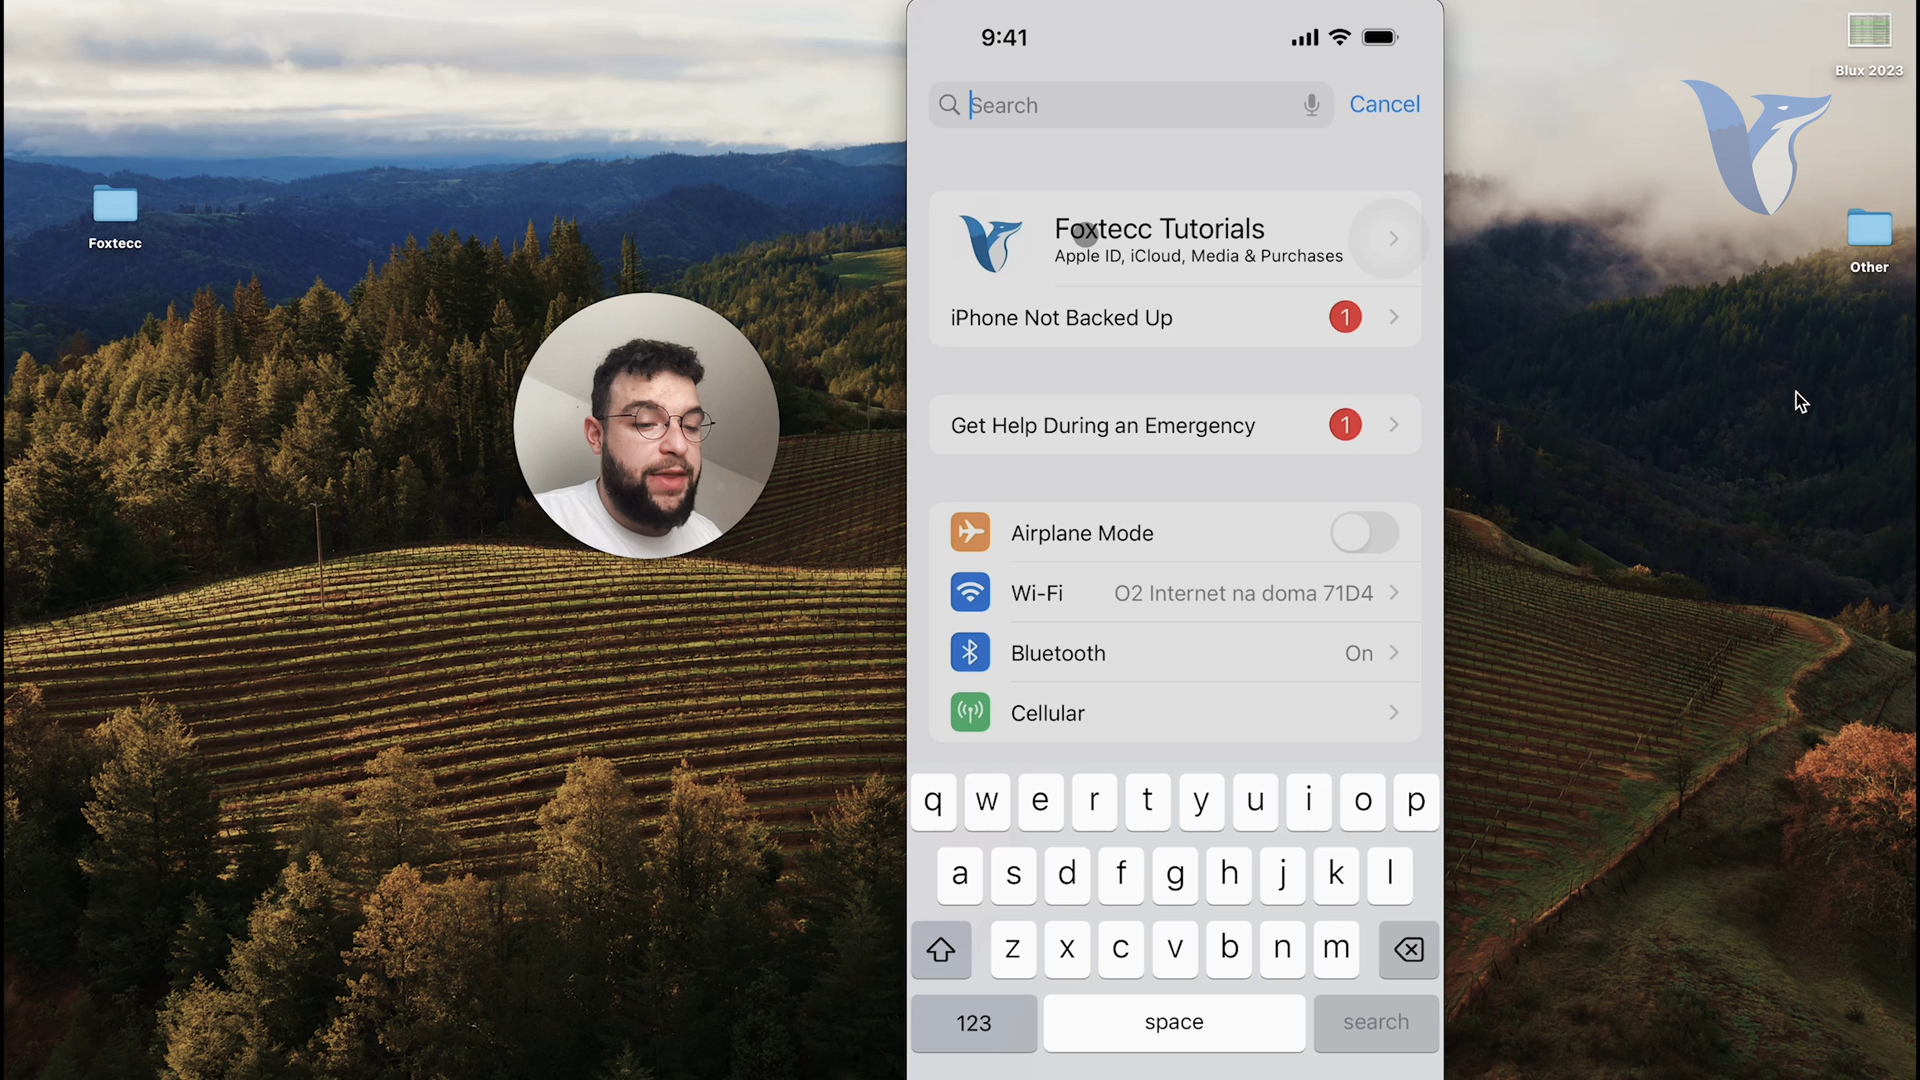 9:41
Blux 2023
Search
Cancel
Foxtecc
Other
Foxtecc Tutorials
Apple ID, iCloud, Media & Purchases
iPhone Not Backed Up 1
Get Help During an Emergency 1
Airplane Mode
Wi-Fi O2 Internet na doma 71D4
Bluetooth On
Cellular
q w e r t y u i o p
a s d f g h j k l
z x c v b n m
123 space search